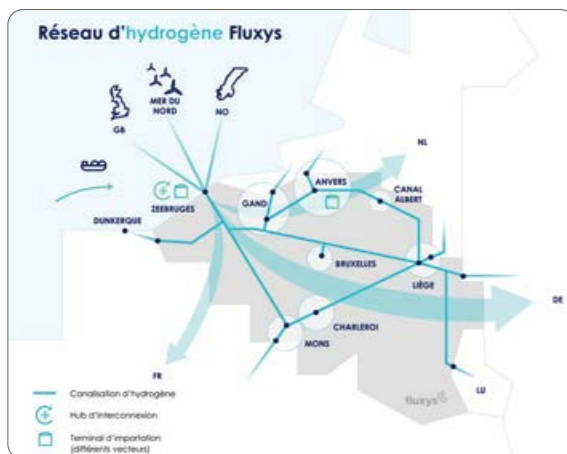 Réseau d'hydrogène Fluxys
MER DU
NORD
NO
GB
NL
ANVERS
CANAL
ALBERT
GAND
ZEEBRUGES
DUNKERQUE
BRUXELLES
LIÈGE
DE
CHARLEROI
MONS
FR
LU
fluxys
Canalisation d'hydrogène
Hub d'interconnexion
Terminal d'importation
(différents vecteurs)